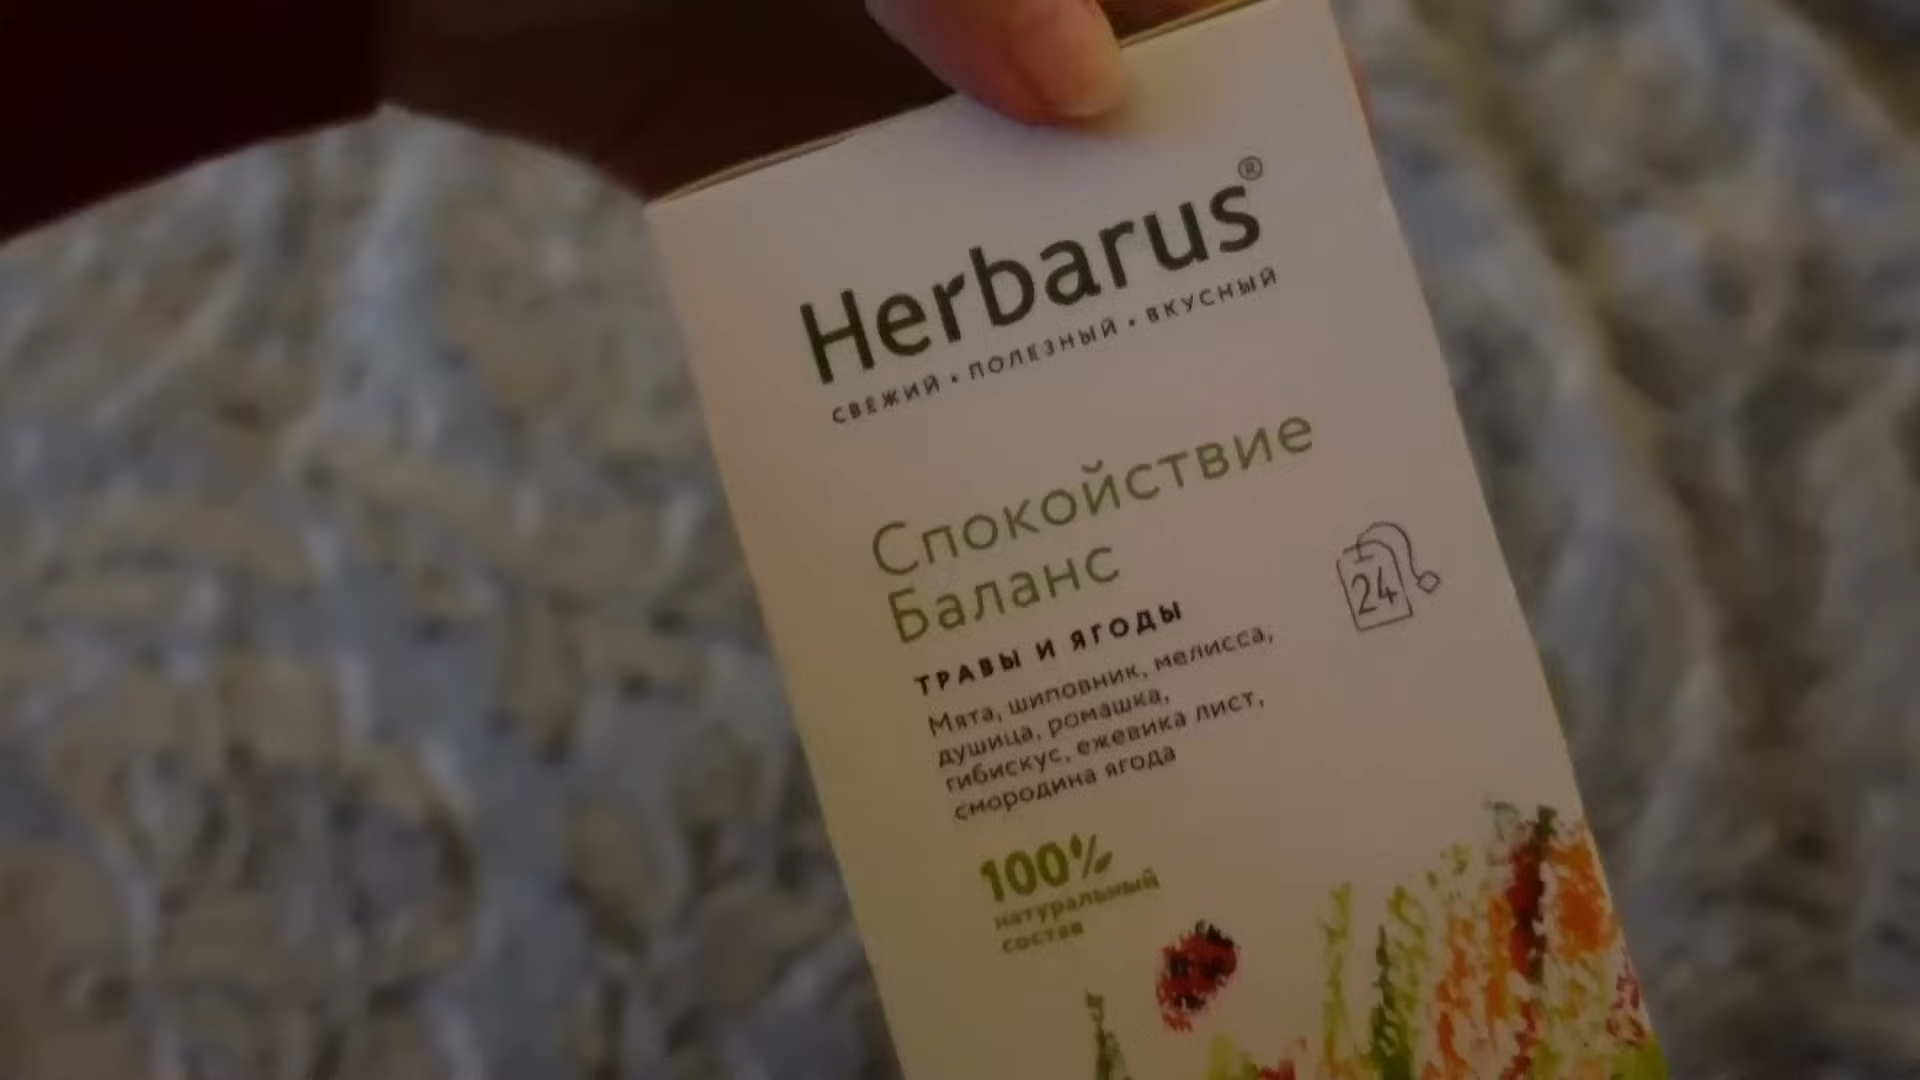 Herbarus®
СВЕЖИЙ • ПОЛЕЗНЫЙ • ВКУСНЫЙ
Спокойствие
Баланс
ТРАВЫ И ЯГОДЫ
Мята, шиповник, мелисса,
душица, ромашка,
гибискус, ежевика лист,
смородина ягода
24
100%
натуральный
состав